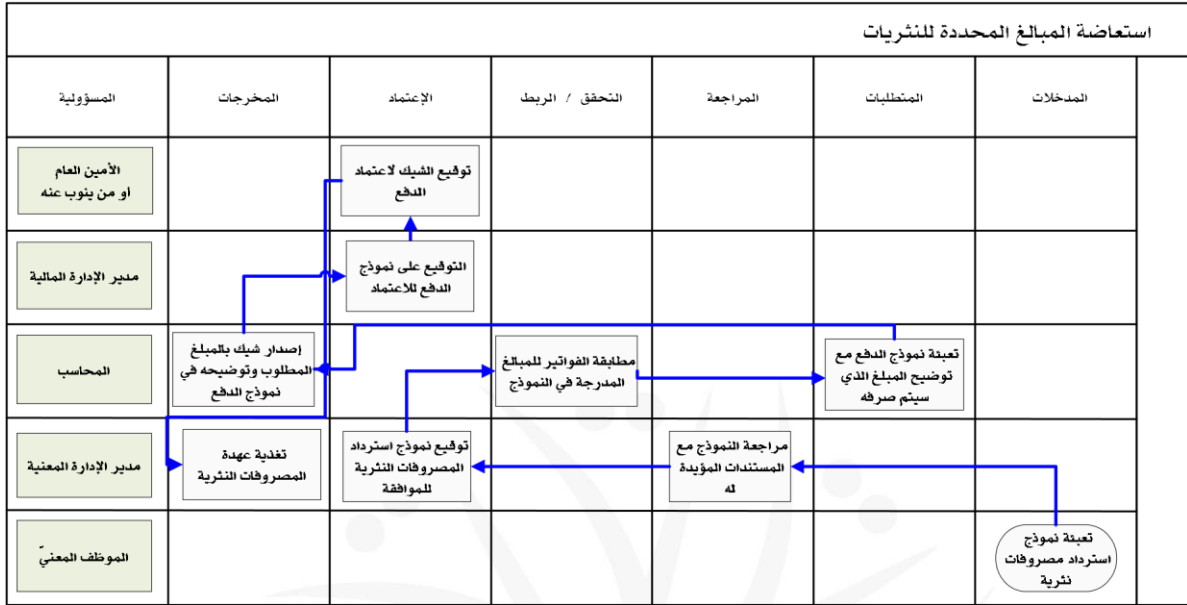 استعاضة المبالغ المحددة للنثريات
المدخلات
المتطلبات
المراجعة
التحقق / الربط
الإعتماد
المخرجات
المسؤولية
توقيع الشيك لاعتماد
الدفع
الأمين العام
او من ينوب عنه
التوقيع على نموذج
الدفع للاعتماد
مدير الإدارة المالية
تعبئة نموذج الدفع مع
توضيح المبلغ الذي
سيتم صرفه
مطابقة الفواتير للمبالغ
المدرجة في النموذج
إصدار شيك بالمبلغ
المطلوب وتوضيحه في
نموذج الدفع
المحاسب
مراجعة النموذج مع
المستندات المؤيدة
له
توقيع نموذج استرداد
المصروفات النثرية
للموافقة
تغذية عهدة
المصروفات النثرية
مدير الإدارة المعنية
تعبئة نموذج
استرداد مصروفات
نثرية
الموظف المعنيّ